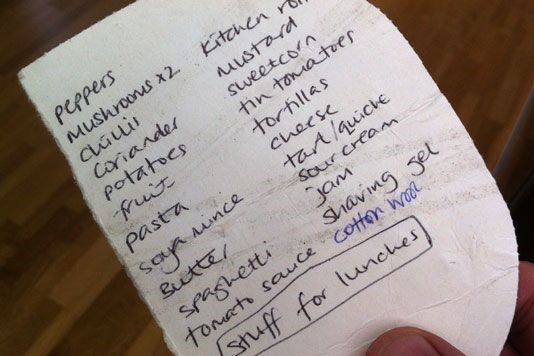 peppers
mushrooms x2
chilli
coriander
potatoes
fruit
pasta
soya mince
butter
spaghetti
tomato sauce
Kitchen roll
mustard
sweetcorn
tin tomatoes
tortillas
cheese
tart/quiche
sour cream
jam
shaving gel
cotton wool
stuff for lunches